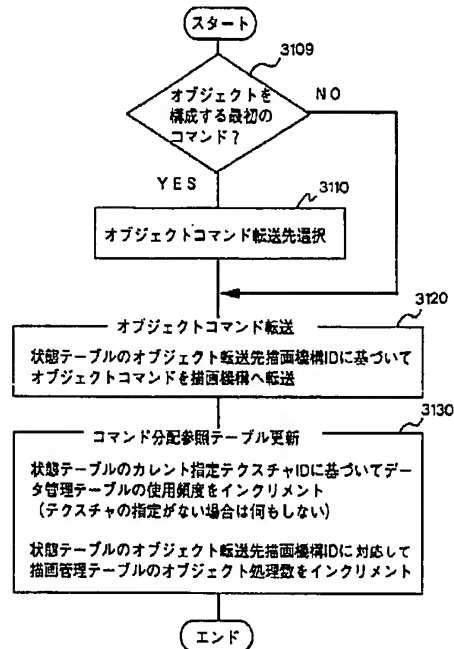 スタート
3109
オブジェクトを
構成する最初の
コマンド?
NO
YES
3110
オブジェクトコマンド転送先選択
3120
オブジェクトコマンド転送
状態テーブルのオブジェクト転送先描画機構IDに基づいて
オブジェクトコマンドを描画機構へ転送
3130
コマンド分配参照テーブル更新
状態テーブルのカレント指定テクスチャIDに基づいてデー
タ管理テーブルの使用頻度をインクリメント
(テクスチャの指定がない場合は何もしない)
状態テーブルのオブジェクト転送先描画機構IDに対応して
描画管理テーブルのオブジェクト処理数をインクリメント
エンド